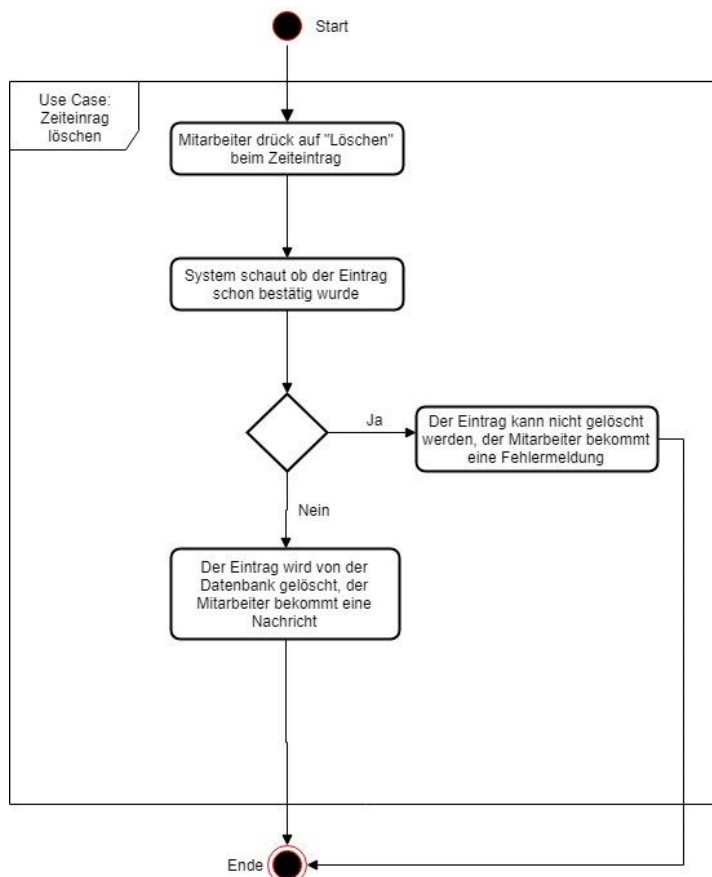 Start
Use Case:
Zeiteinrag
löschen
Mitarbeiter drück auf "Löschen"
beim Zeiteintrag
System schaut ob der Eintrag
schon bestätig wurde
Ja
Der Eintrag kann nicht gelöscht
werden, der Mitarbeiter bekommt
eine Fehlermeldung
Nein
Der Eintrag wird von der
Datenbank gelöscht, der
Mitarbeiter bekommt eine
Nachricht
Ende